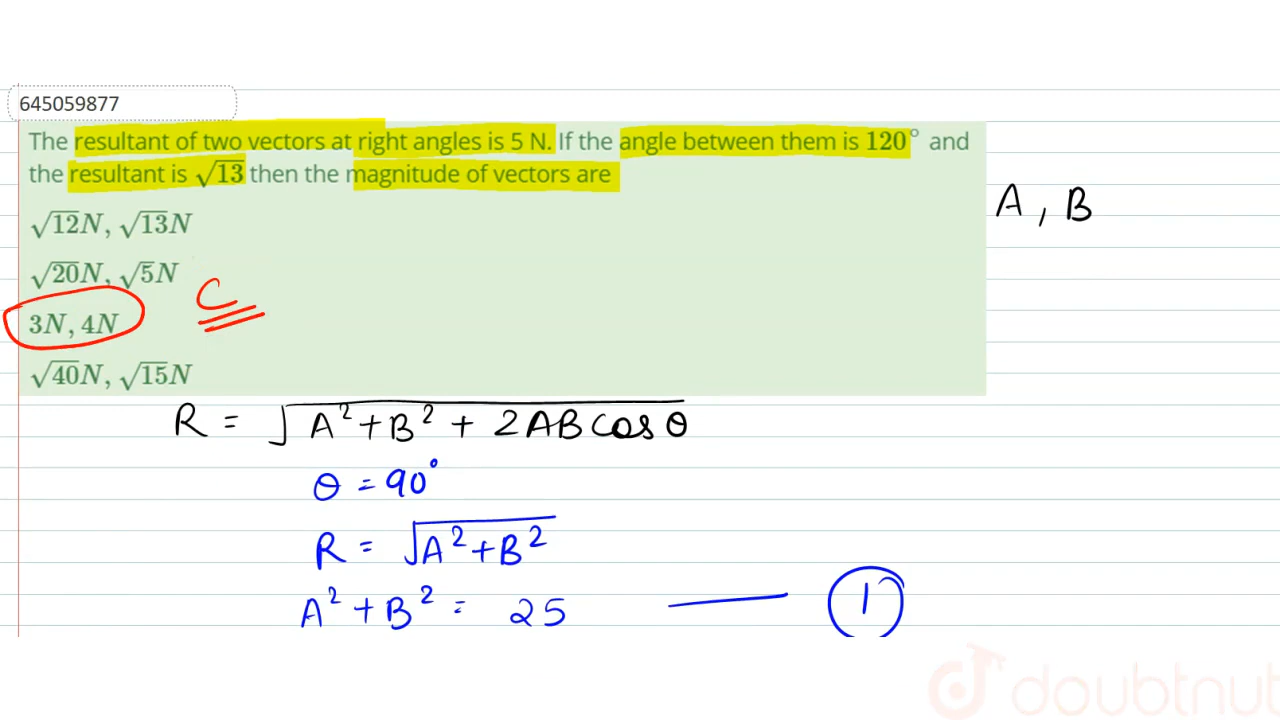 645059877
The resultant of two vectors at right angles is 5 N. If the angle between them is 120° and
the resultant is √13 then the magnitude of vectors are
A, B
√12N, √13N
√20N, √5N
C
3N, 4N
√40N, √15N
R = √(A² + B² + 2AB cos θ)
θ = 90°
R = √(A² + B²)
A² + B² = 25 —— 1
doubtnut